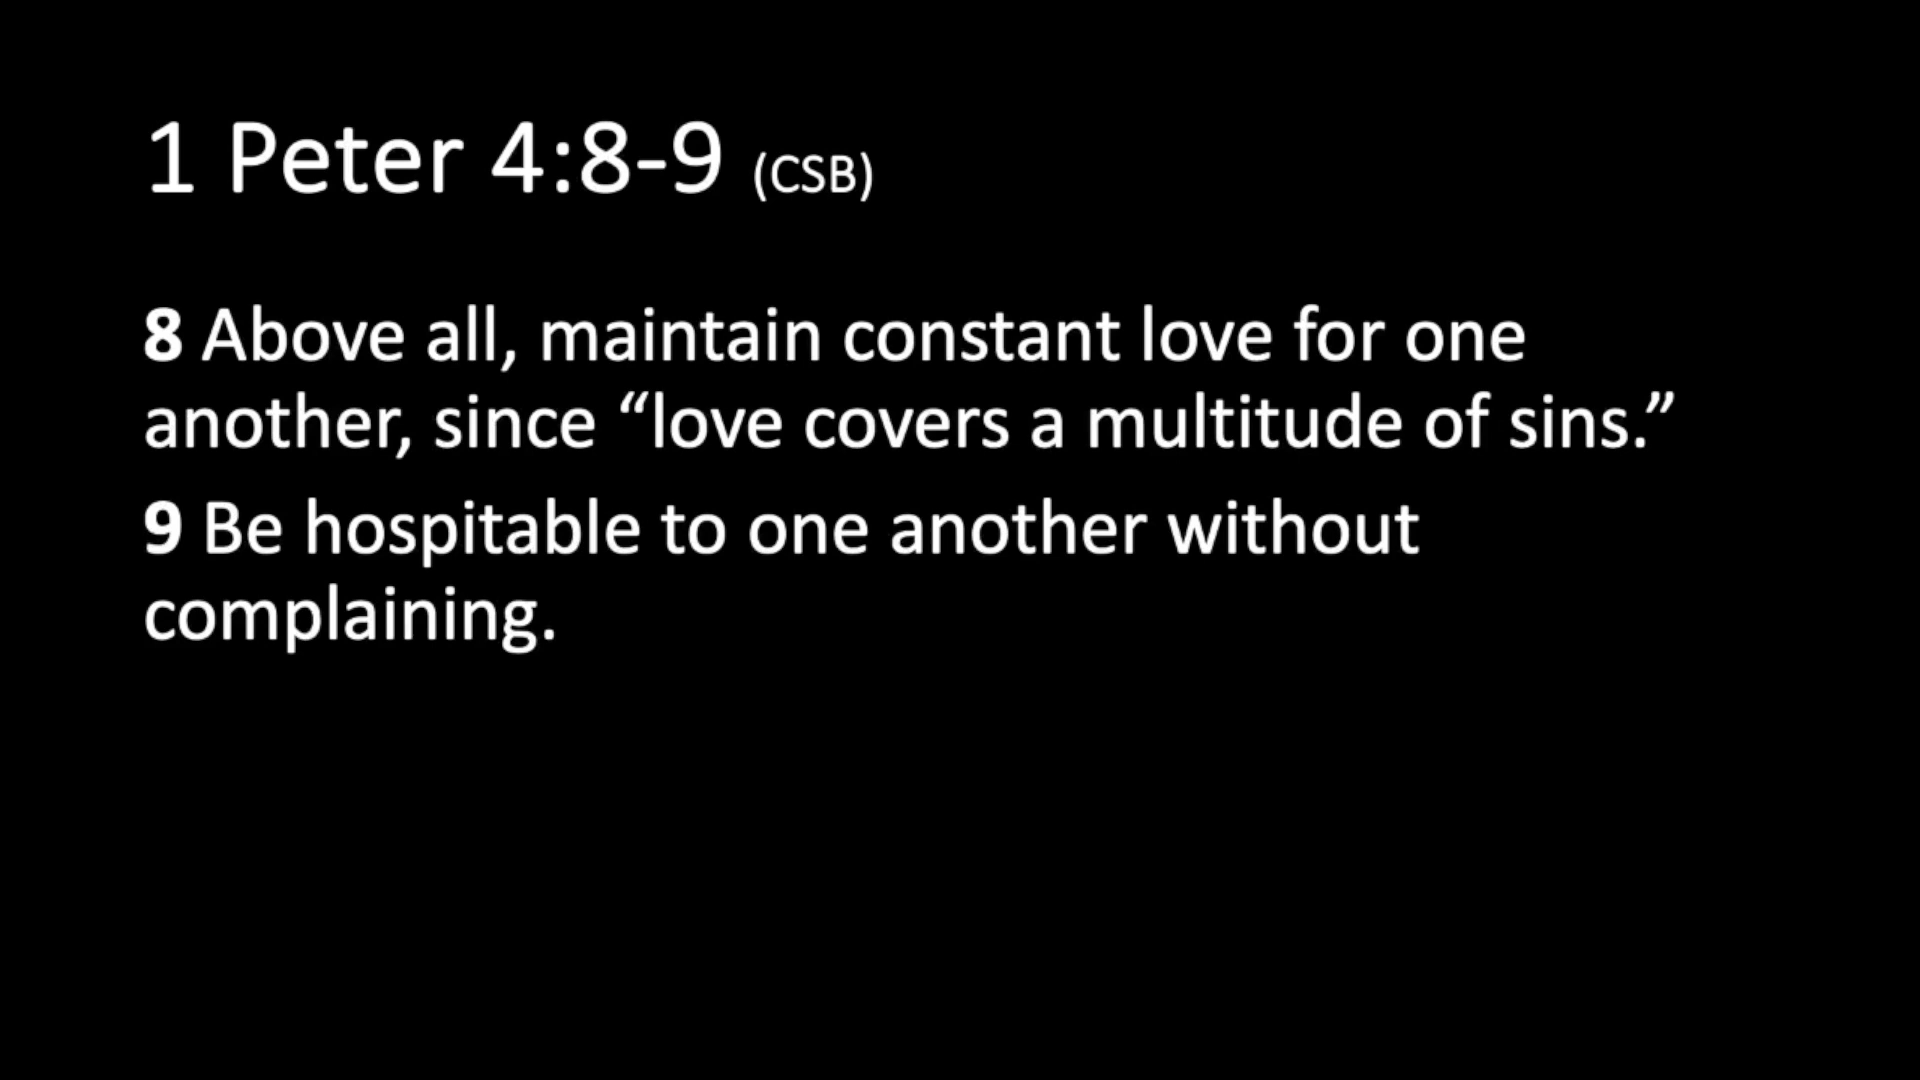 1 Peter 4:8-9 (CSB)
8 Above all, maintain constant love for one
another, since “love covers a multitude of sins.”
9 Be hospitable to one another without
complaining.